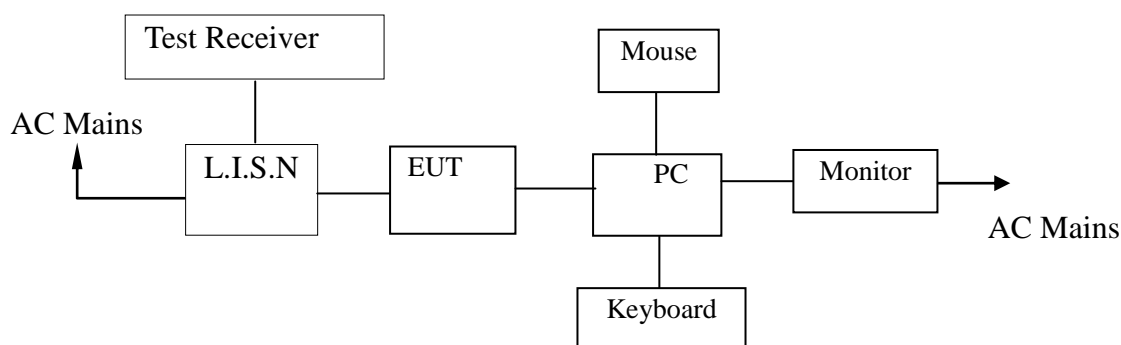 Test Receiver
Mouse
AC Mains
L.I.S.N
EUT
PC
Monitor
AC Mains
Keyboard